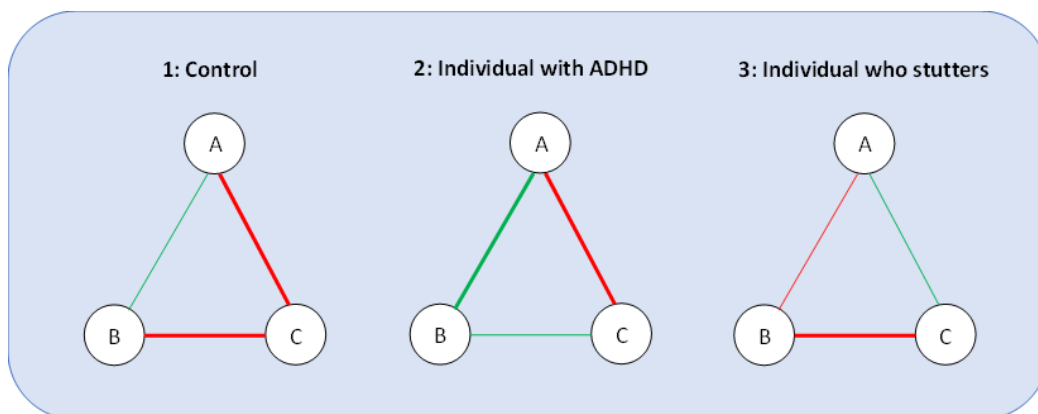 1: Control
2: Individual with ADHD
3: Individual who stutters
A
A
A
B
C
B
C
B
C